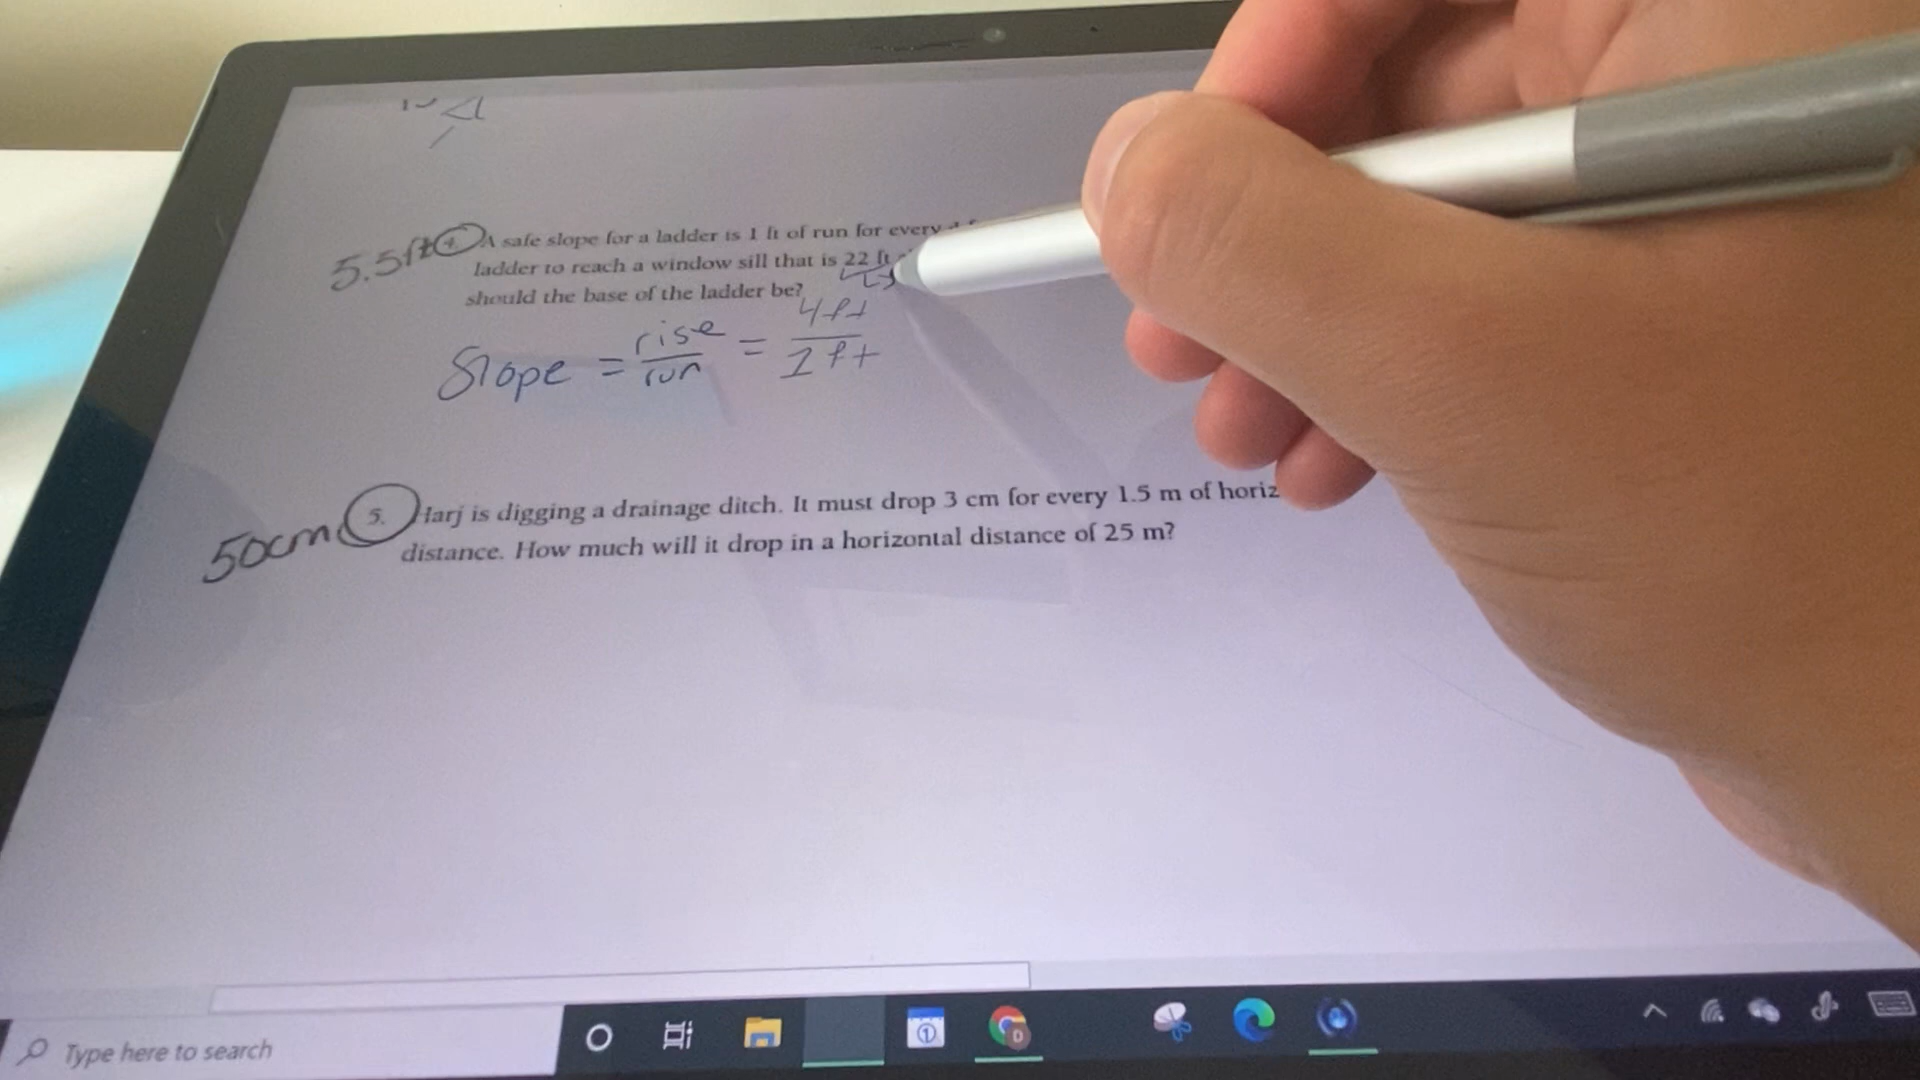 5.5ft 4. A safe slope for a ladder is 1 ft of run for every
ladder to reach a window sill that is 22 ft
should the base of the ladder be?
Slope = rise/run = 4ft/1ft
50cm 5. Harj is digging a drainage ditch. It must drop 3 cm for every 1.5 m of horiz
distance. How much will it drop in a horizontal distance of 25 m?
Type here to search